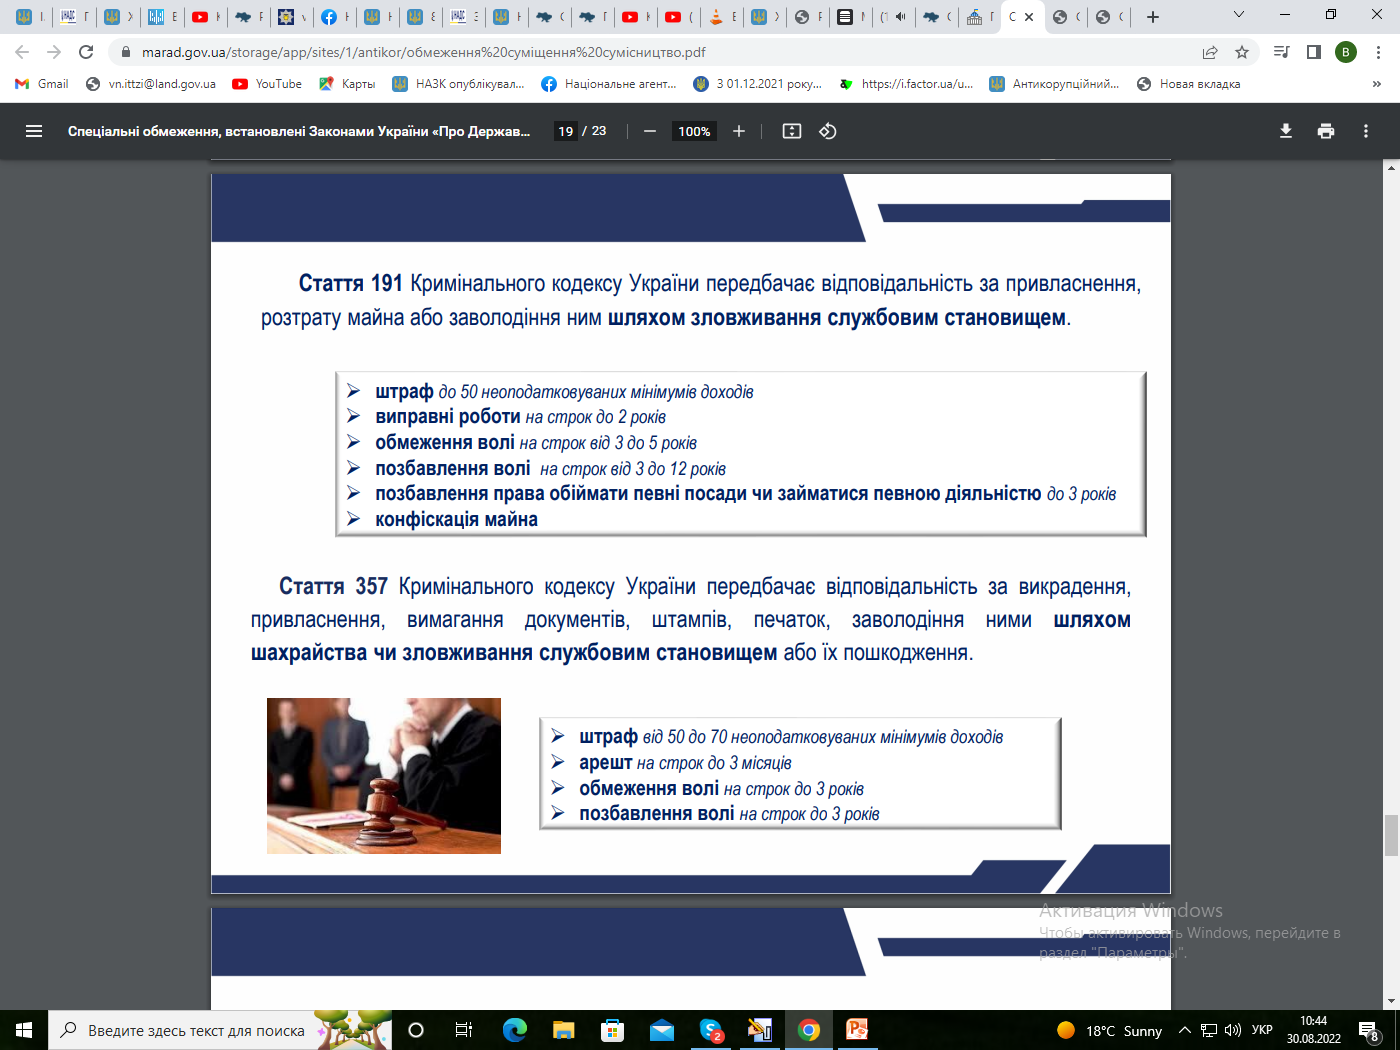 marad.gov.ua/storage/app/sites/1/antikor/обмеження%20суміщення%20сумісництво.pdf
B
Gmail
vn.ittzi@land.gov.ua
YouTube
Карты
НАЗК опублікувал...
Національне агент...
З 01.12.2021 року...
https://i.factor.ua/u...
Антикорупційний...
Новая вкладка
»
Спеціальні обмеження, встановлені Законами України «Про Держав...
19 / 23
100%
Стаття 191 Кримінального кодексу України передбачає відповідальність за привласнення,
розтрату майна або заволодіння ним шляхом зловживання службовим становищем.
штраф до 50 неоподатковуваних мінімумів доходів
виправні роботи на строк до 2 років
обмеження волі на строк від 3 до 5 років
позбавлення волі на строк від 3 до 12 років
позбавлення права обіймати певні посади чи займатися певною діяльністю до 3 років
конфіскація майна
Стаття 357 Кримінального кодексу України передбачає відповідальність за викрадення,
привласнення, вимагання документів, штампів, печаток, заволодіння ними шляхом
шахрайства чи зловживання службовим становищем або їх пошкодження.
штраф від 50 до 70 неоподатковуваних мінімумів доходів
арешт на строк до 3 місяців
обмеження волі на строк до 3 років
позбавлення волі на строк до 3 років
Активация Windows
Чтобы активировать Windows, перейдите в
раздел "Параметры".
Введите здесь текст для поиска
2
18°C Sunny
УКР
10:44
30.08.2022
8